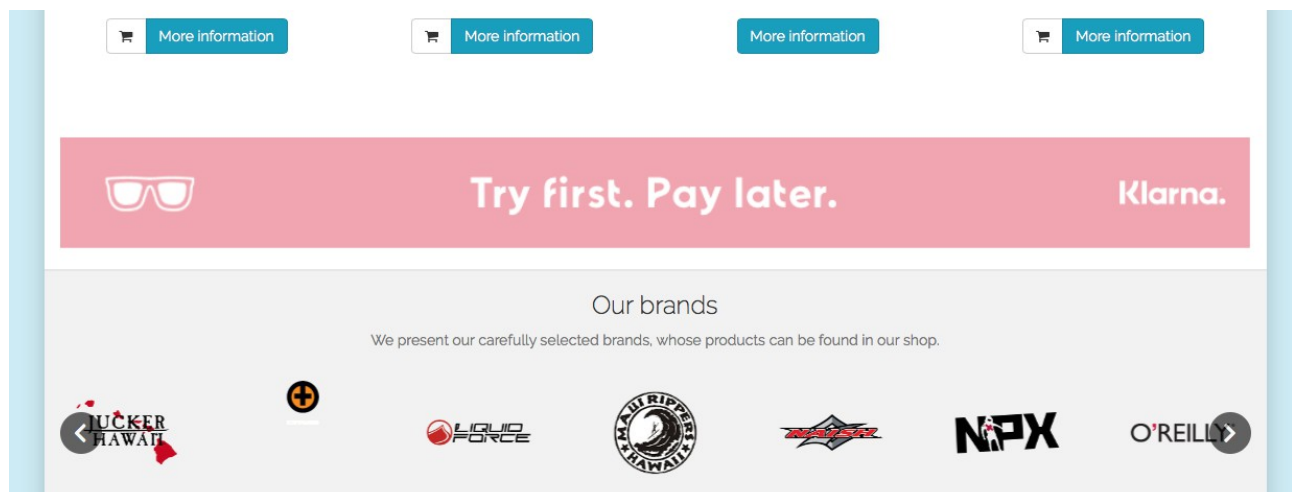 More information
More information
More information
More information
Try first. Pay later.
Klarna.
Our brands
We present our carefully selected brands, whose products can be found in our shop.
JUCKER
HAWAII
LIQUID
FORCE
MAUI RIPPERS
HAWAII
NAISH
NPX
O'REILLY